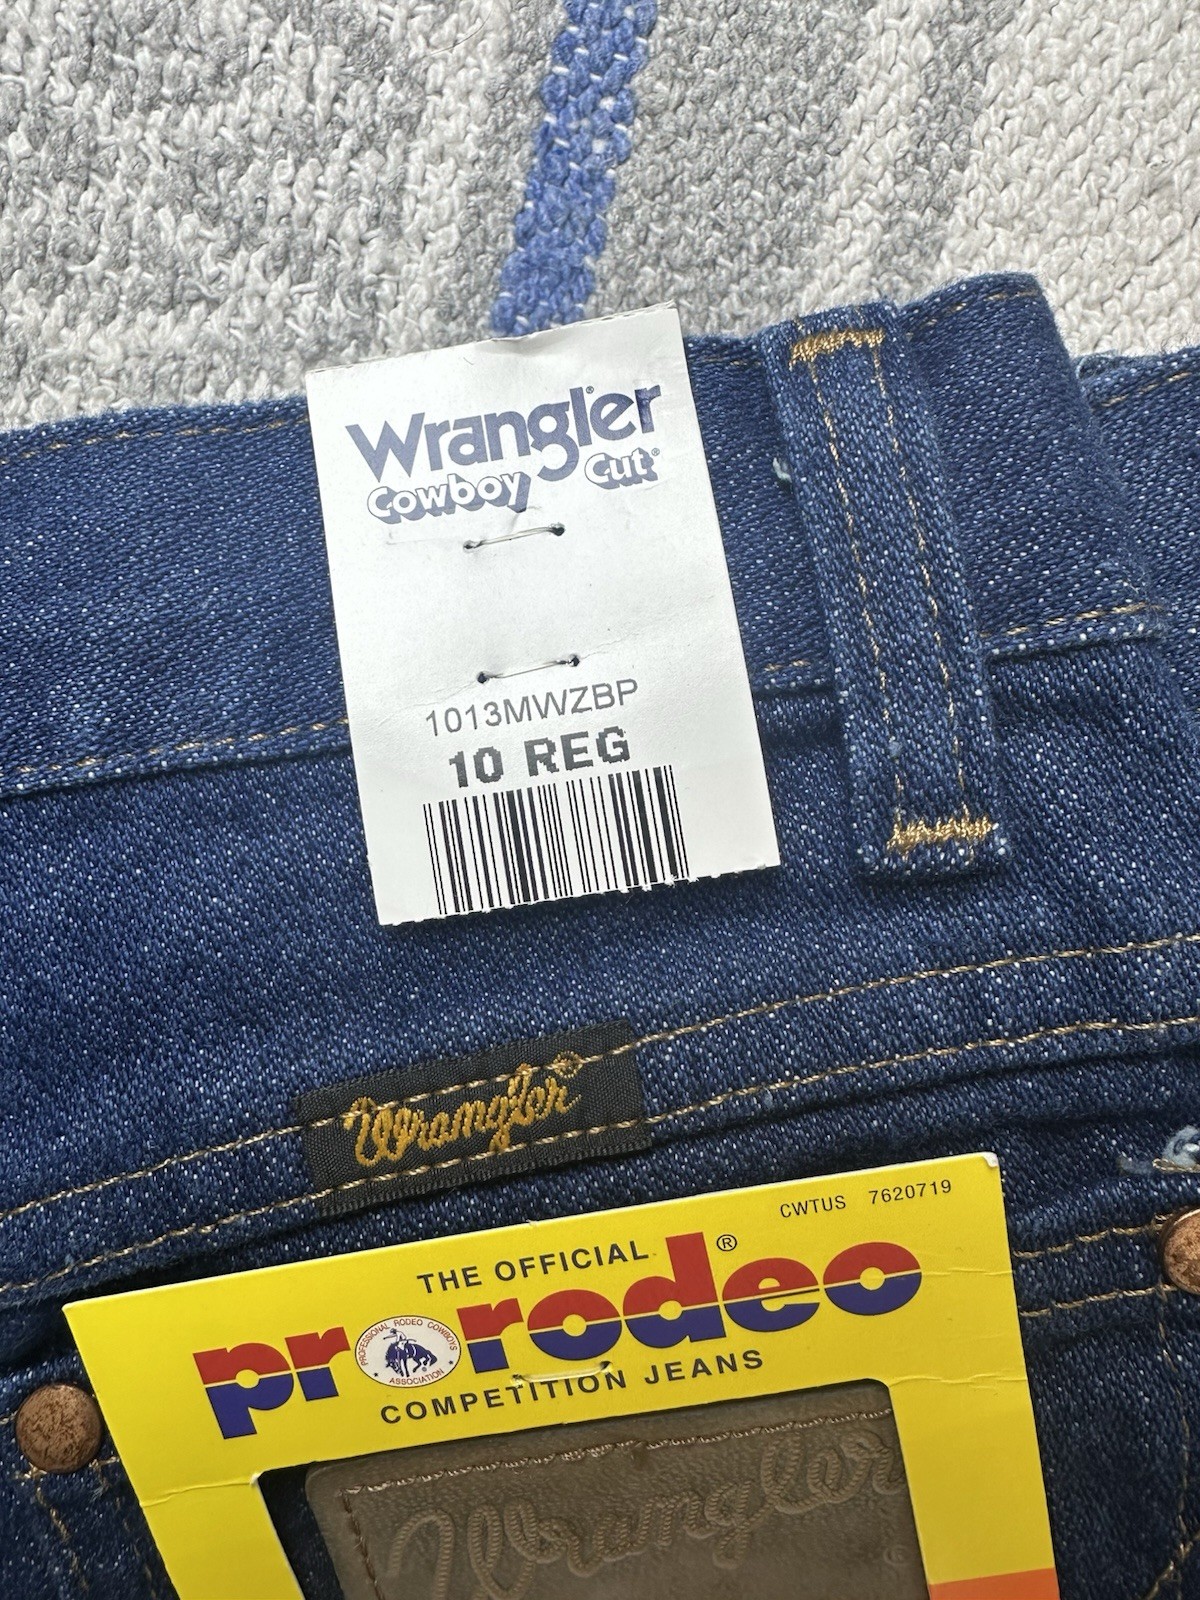 Wrangler®
Cowboy Cut®
1013MWZBP
10 REG
Wrangler®
CWTUS 7620719
THE OFFICIAL
prorodeo®
PROFESSIONAL RODEO COWBOYS
ASSOCIATION
COMPETITION JEANS
Wrangler®